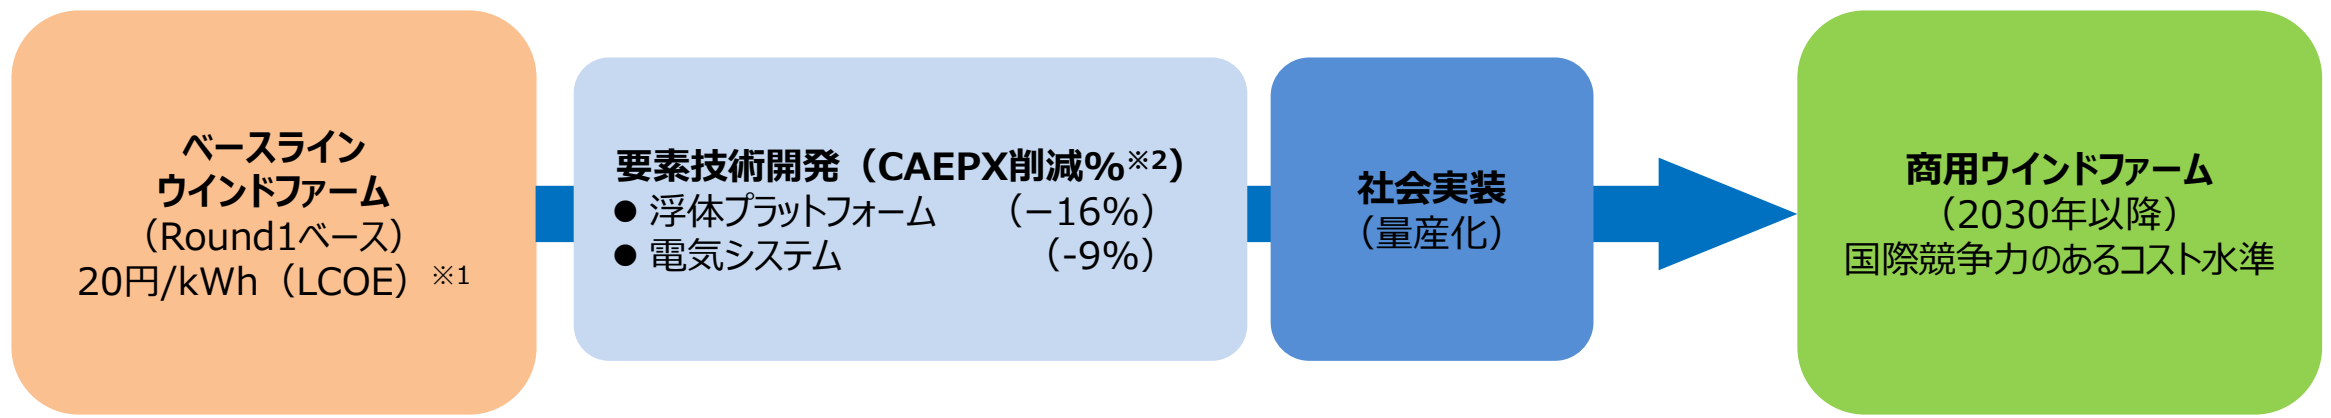 ベースライン
ウインドファーム
（Round1ベース）
20円/kWh（LCOE）※1
要素技術開発（CAEPX削減%※2）
● 浮体プラットフォーム （−16%）
● 電気システム （-9%）
社会実装
（量産化）
商用ウインドファーム
（2030年以降）
国際競争力のあるコスト水準